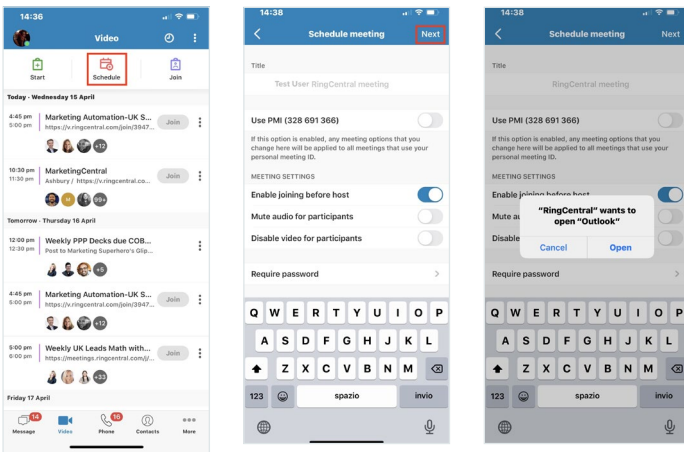 14:36
Video
Start
Schedule
Join
Today - Wednesday 15 April
4:45 pm
5:00 pm
Marketing Automation-UK S...
https://v.ringcentral.com/join/3947...
Join
+12
10:30 pm
11:30 pm
MarketingCentral
Ashbury / https://v.ringcentral.co...
Join
M
99+
Tomorrow - Thursday 16 April
12:00 pm
12:30 pm
Weekly PPP Decks due COB...
Post to Marketing Superhero's Glip...
+5
4:45 pm
5:00 pm
Marketing Automation-UK S...
https://v.ringcentral.com/join/3947...
Join
+12
5:00 pm
6:00 pm
Weekly UK Leads Math with...
https://meetings.ringcentral.com/j/...
Join
+33
Friday 17 April
14
16
Message
Video
Phone
Contacts
More
14:38
Schedule meeting
Next
Title
Test User RingCentral meeting
Use PMI (328 691 366)
If this option is enabled, any meeting options that you
change here will be applied to all meetings that use your
personal meeting ID.
MEETING SETTINGS
Enable joining before host
Mute audio for participants
Disable video for participants
Require password
Q W E R T Y U I O P
A S D F G H J K L
Z X C V B N M
123
spazio
invio
14:38
Schedule meeting
Next
Title
RingCentral meeting
Use PMI (328 691 366)
If this option is enabled, any meeting options that you
change here will be applied to all meetings that use your
personal meeting ID.
MEETING SETTINGS
Enable joining before host
Mute au
Disable
"RingCentral" wants to
open "Outlook"
Cancel
Open
Require password
Q W E R T Y U I O P
A S D F G H J K L
Z X C V B N M
123
spazio
invio